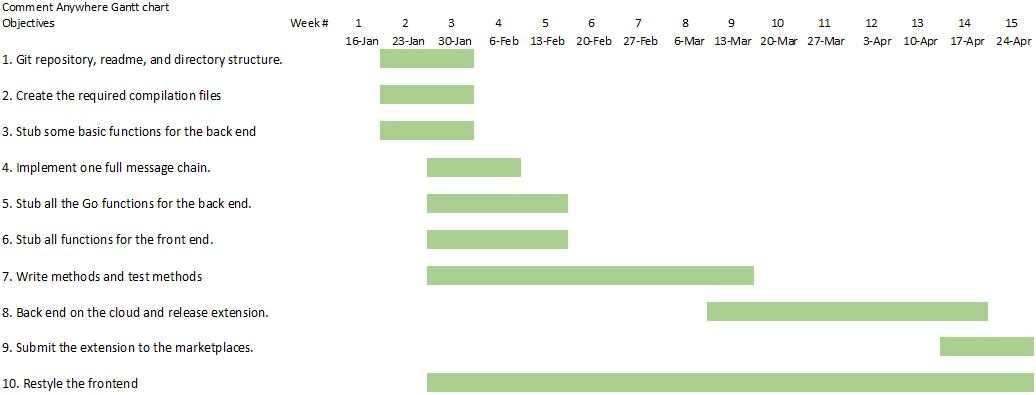 Comment Anywhere Gantt chart
Objectives Week # 1 2 3 4 5 6 7 8 9 10 11 12 13 14 15
16-Jan 23-Jan 30-Jan 6-Feb 13-Feb 20-Feb 27-Feb 6-Mar 13-Mar 20-Mar 27-Mar 3-Apr 10-Apr 17-Apr 24-Apr
1. Git repository, readme, and directory structure.
2. Create the required compilation files
3. Stub some basic functions for the back end
4. Implement one full message chain.
5. Stub all the Go functions for the back end.
6. Stub all functions for the front end.
7. Write methods and test methods
8. Back end on the cloud and release extension.
9. Submit the extension to the marketplaces.
10. Restyle the frontend